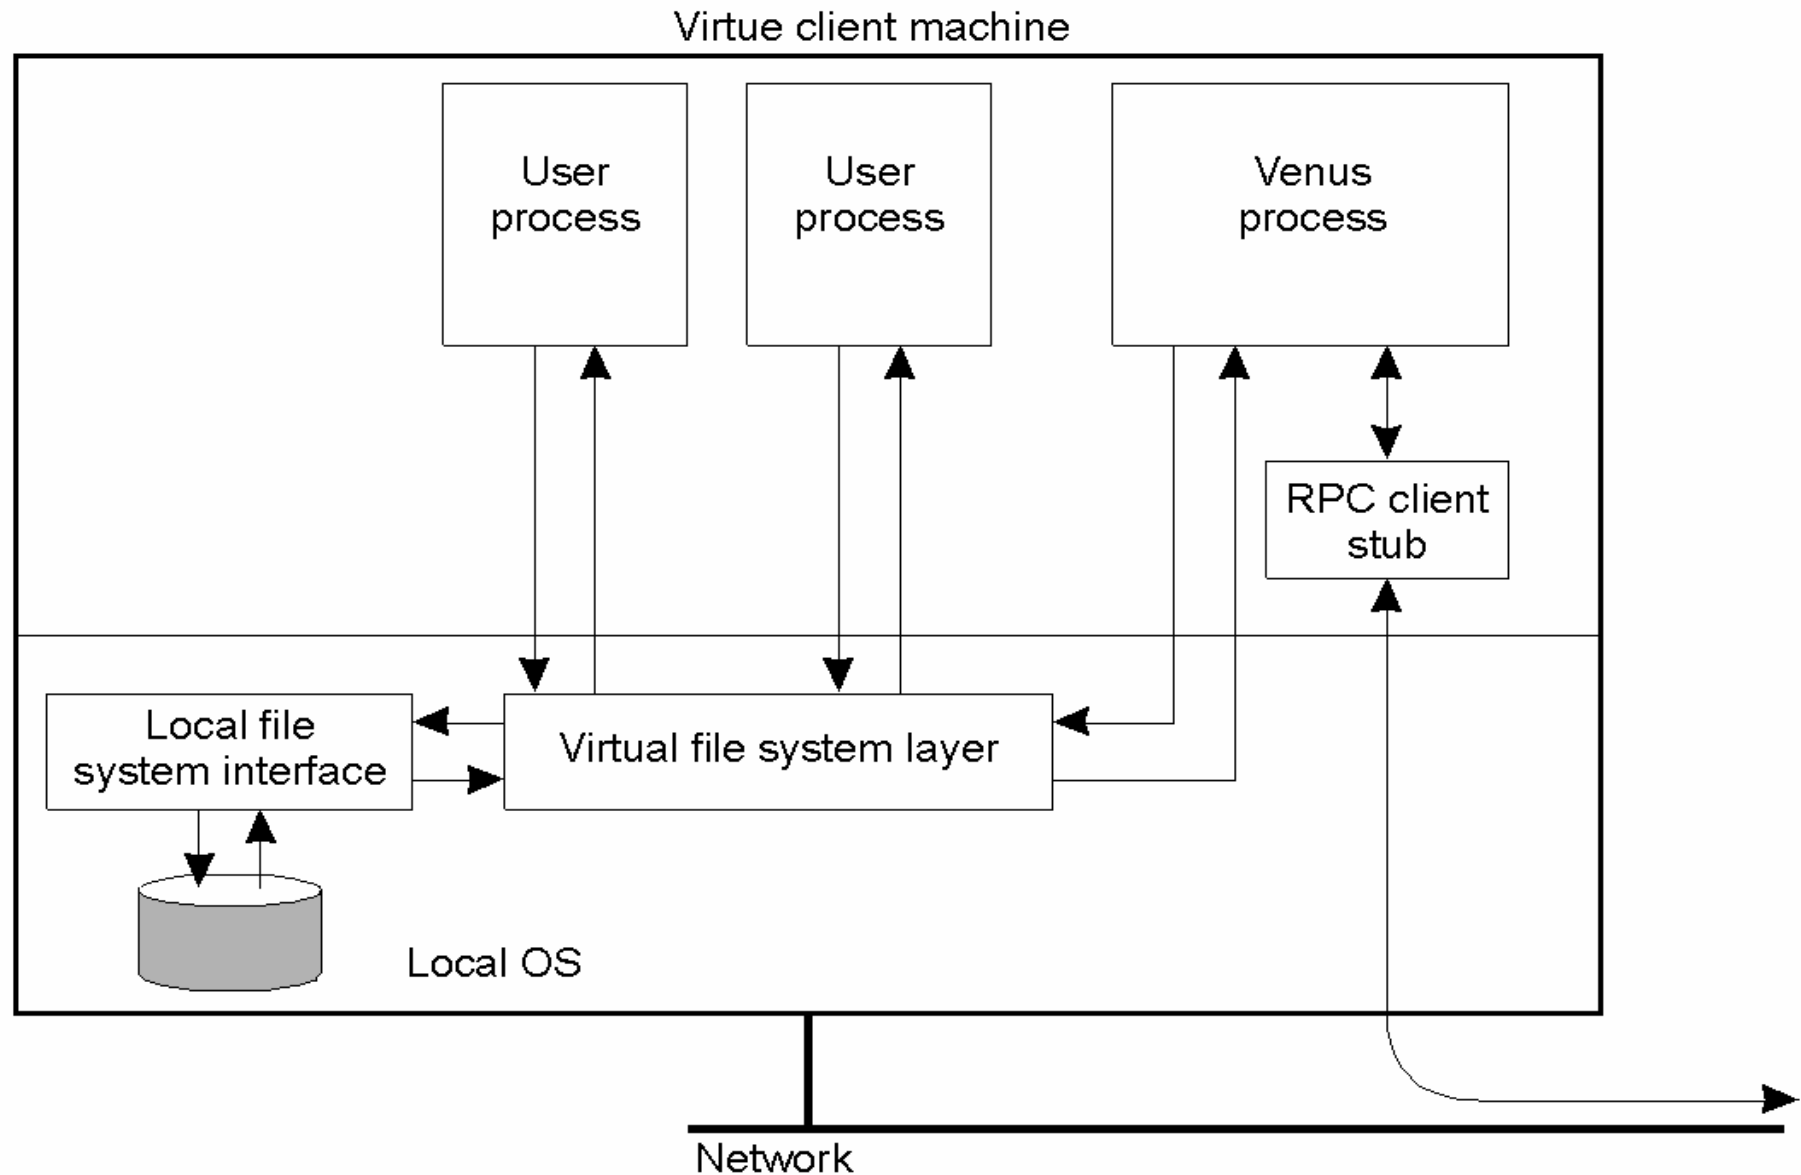 Virtue client machine
User
process
User
process
Venus
process
RPC client
stub
Local file
system interface
Virtual file system layer
Local OS
Network